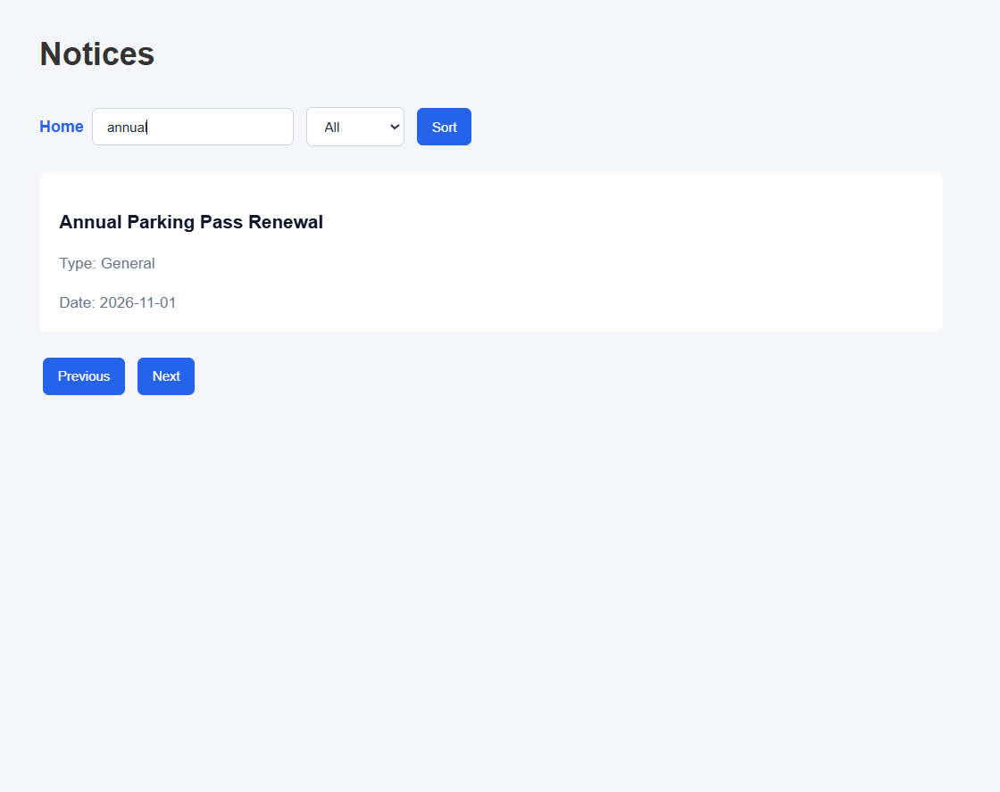 Notices
Home annual All Sort
Annual Parking Pass Renewal
Type: General
Date: 2026-11-01
Previous Next